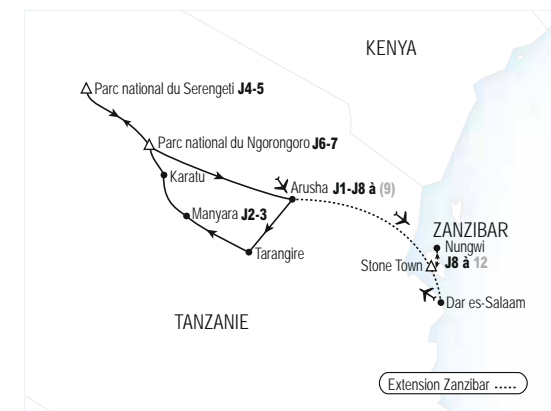 KENYA
Parc national du Serengeti J4-5
Parc national du Ngorongoro J6-7
Karatu
Arusha J1-J8 à (9)
Manyara J2-3
ZANZIBAR
Nungwi
Stone Town J8 à 12
Tarangire
Dar es-Salaam
TANZANIE
Extension Zanzibar .....